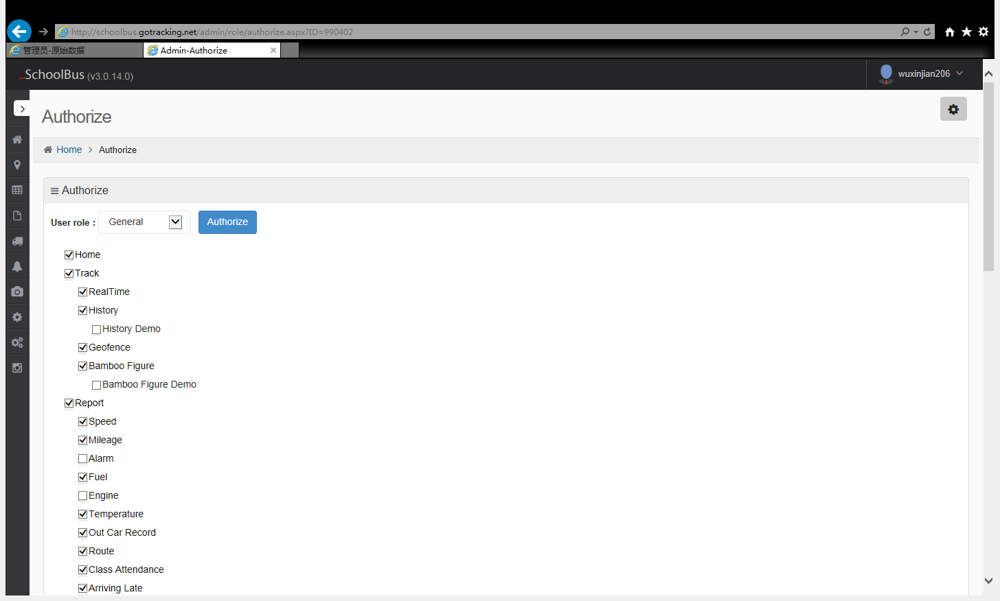 http://schoolbus.gotracking.net/admin/role/authorize.aspx?ID=990402
管理员-原始数据
Admin-Authorize
...SchoolBus (v3.0.14.0)
wuxinjian206
Authorize
Home > Authorize
Authorize
User role : General Authorize
Home
Track
RealTime
History
History Demo
Geofence
Bamboo Figure
Bamboo Figure Demo
Report
Speed
Mileage
Alarm
Fuel
Engine
Temperature
Out Car Record
Route
Class Attendance
Arriving Late